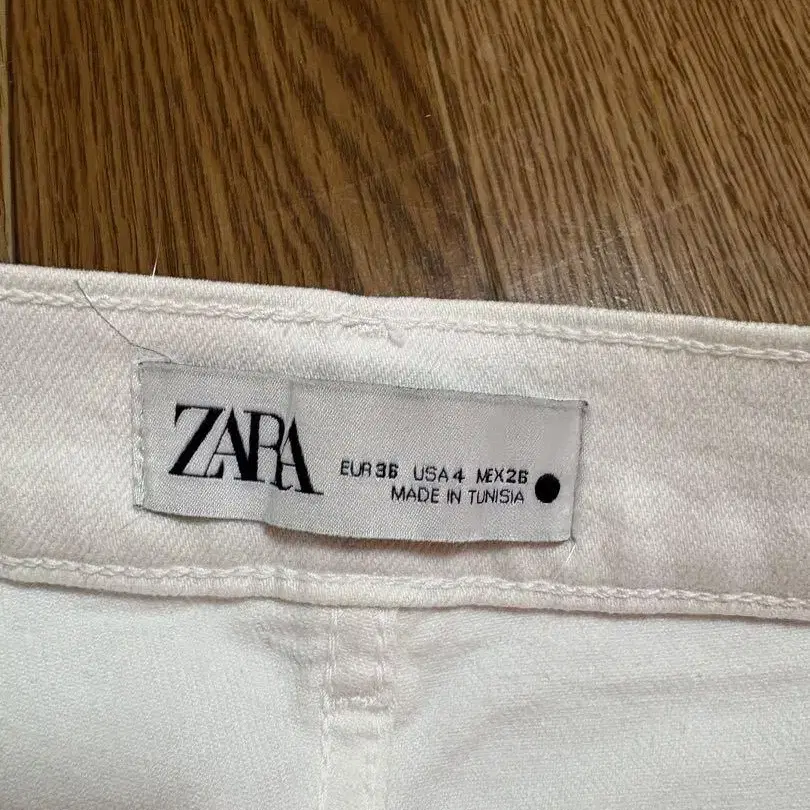 ZARA
EUR 36 USA 4 MEX 26
MADE IN TUNISIA